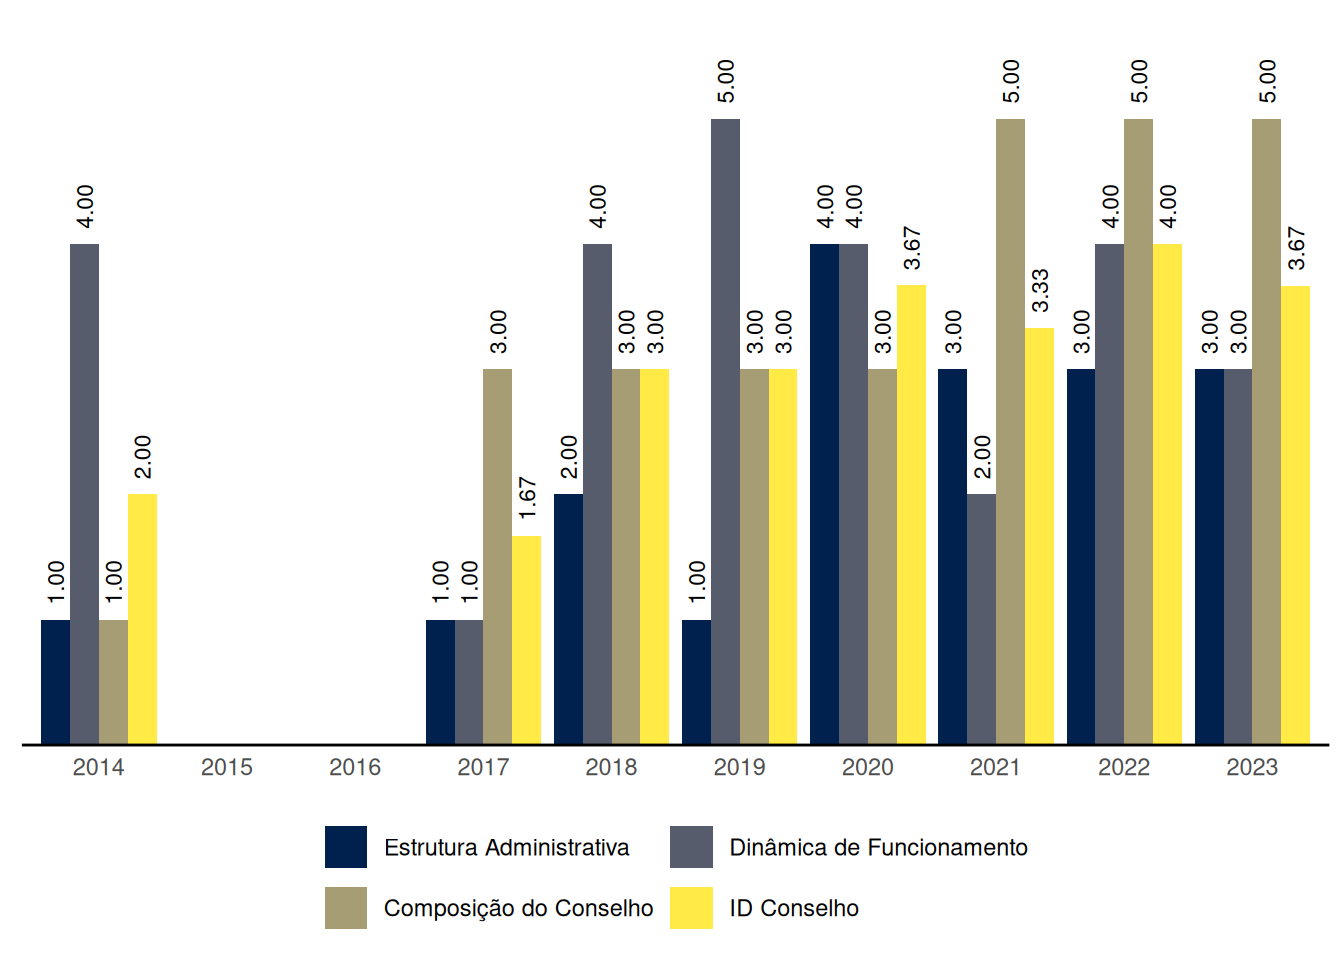 5.00 5.00 5.00 5.00
4.00 4.00 4.00 4.00 4.00 4.00
3.67 3.67
3.33
3.00 3.00 3.00 3.00 3.00 3.00 3.00 3.00 3.00 3.00
2.00 2.00 2.00
1.67
1.00 1.00 1.00 1.00 1.00
2014 2015 2016 2017 2018 2019 2020 2021 2022 2023
Estrutura Administrativa Dinâmica de Funcionamento
Composição do Conselho ID Conselho